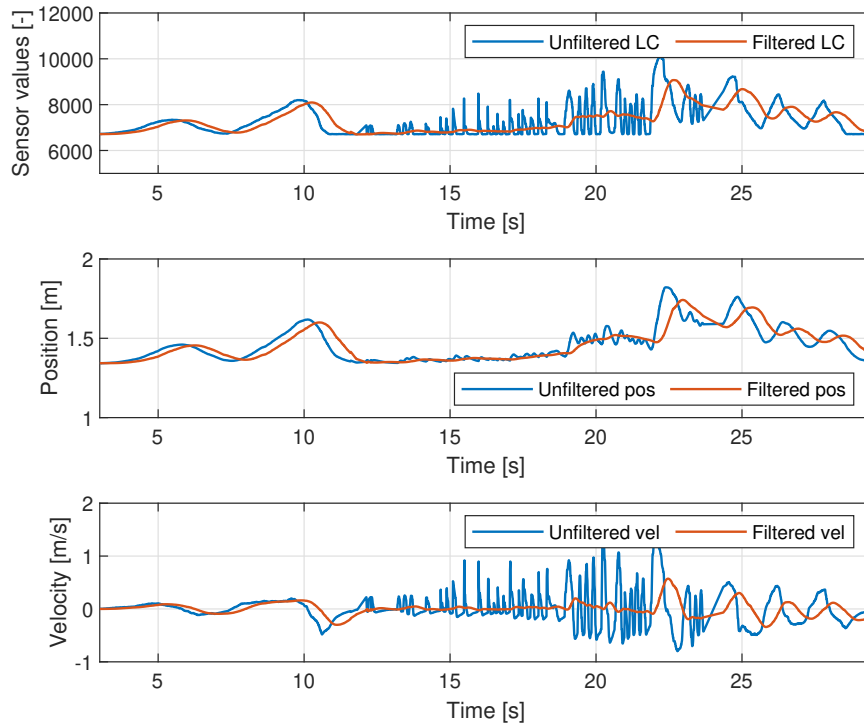 12000
10000
8000
6000
Sensor values [-]
Unfiltered LC Filtered LC
5 10 15 20 25
Time [s]
2
1.5
1
Position [m]
Unfiltered pos Filtered pos
5 10 15 20 25
Time [s]
2
1
0
-1
Velocity [m/s]
Unfiltered vel Filtered vel
5 10 15 20 25
Time [s]